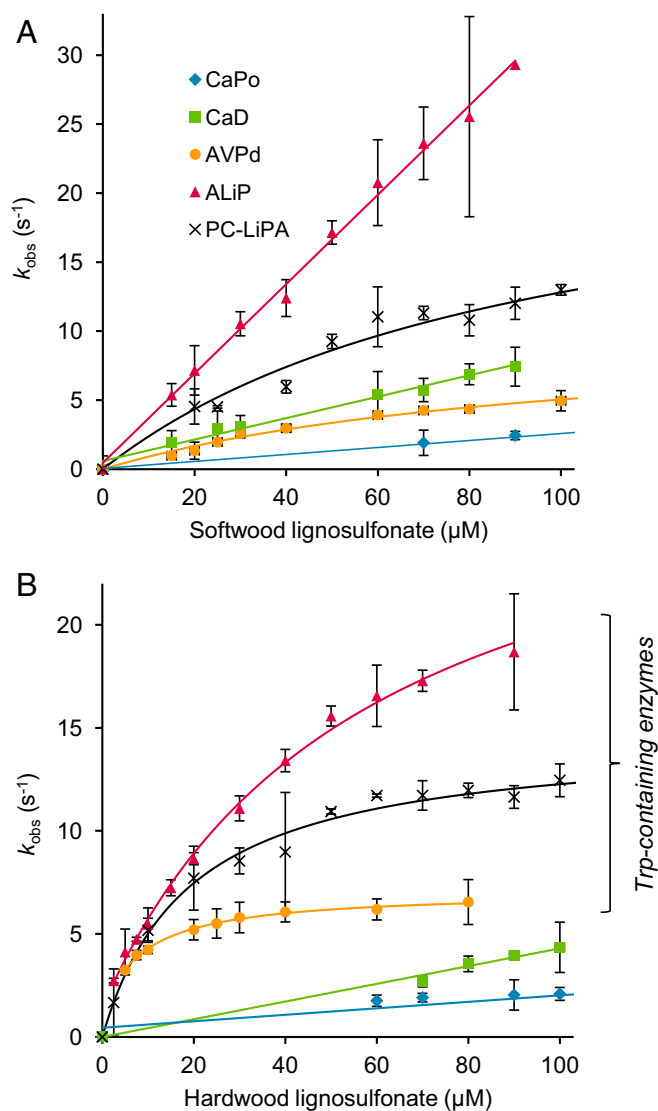 A
30
25
20
15
10
5
0
k_obs (s⁻¹)
CaPo
CaD
AVPd
ALiP
PC-LiPA
0 20 40 60 80 100
Softwood lignosulfonate (µM)
B
20
15
10
5
0
k_obs (s⁻¹)
Trp-containing enzymes
0 20 40 60 80 100
Hardwood lignosulfonate (µM)